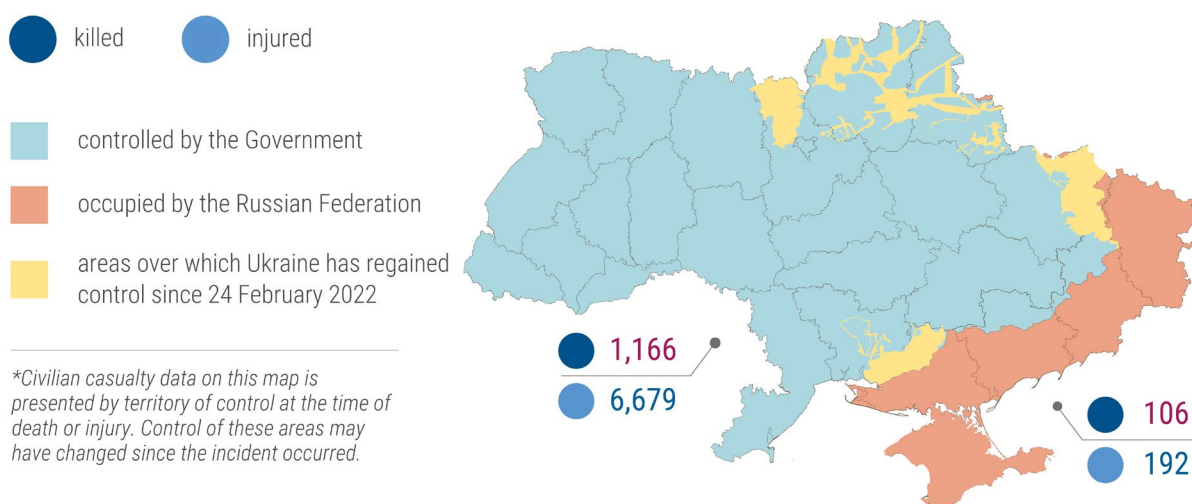 killed
injured
controlled by the Government
occupied by the Russian Federation
areas over which Ukraine has regained
control since 24 February 2022
*Civilian casualty data on this map is
presented by territory of control at the time of
death or injury. Control of these areas may
have changed since the incident occurred.
1,166
6,679
106
192